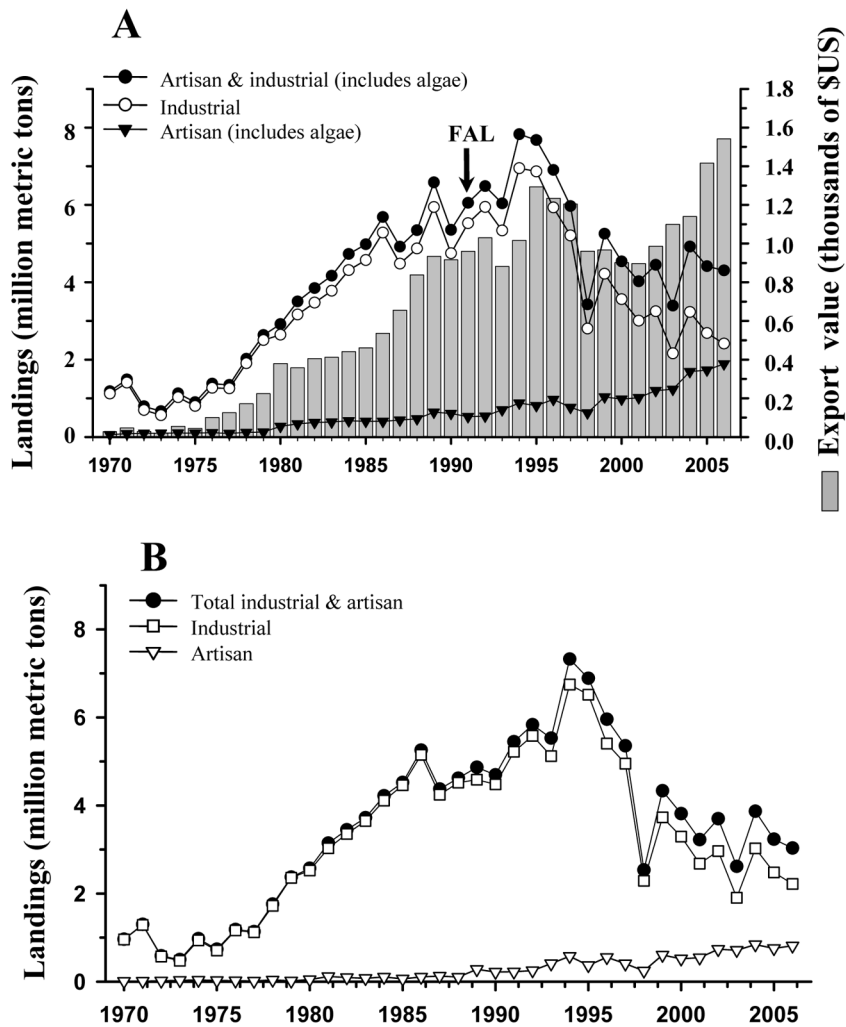 A
Landings (million metric tons)
Artisan & industrial (includes algae)
Industrial
Artisan (includes algae)
FAL
8
6
4
2
0
1.8
1.6
1.4
1.2
1.0
0.8
0.6
0.4
0.2
0.0
Export value (thousands of $US)
1970 1975 1980 1985 1990 1995 2000 2005
B
Landings (million metric tons)
Total industrial & artisan
Industrial
Artisan
8
6
4
2
0
1970 1975 1980 1985 1990 1995 2000 2005